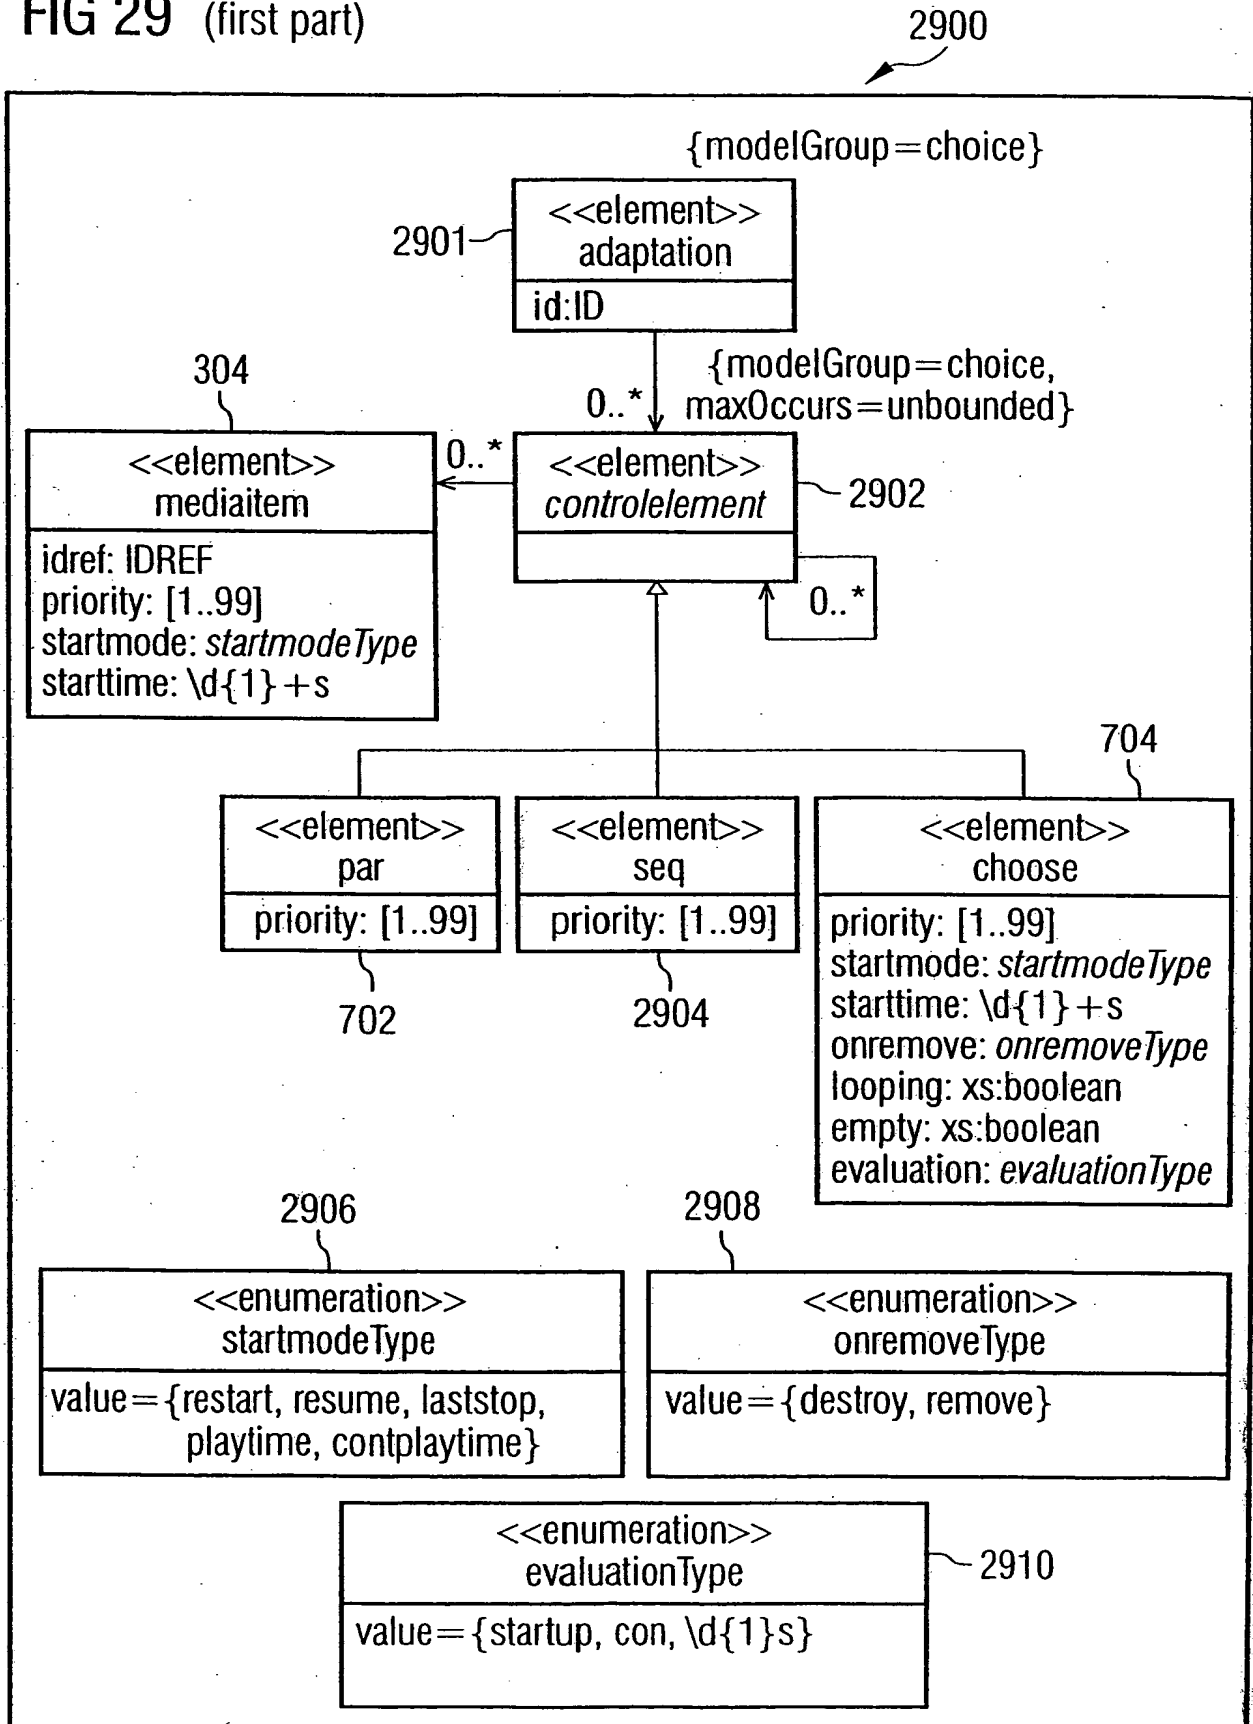 FIG 29 (first part)
2900
{modelGroup=choice}
<<element>>
adaptation
id:ID
2901
{modelGroup=choice,
maxOccurs=unbounded}
0..*
304
<<element>>
mediaitem
idref: IDREF
priority: [1..99]
startmode: startmodeType
starttime: \d{1}+s
0..*
<<element>>
controlelement
2902
0..*
704
<<element>>
par
priority: [1..99]
702
<<element>>
seq
priority: [1..99]
2904
<<element>>
choose
priority: [1..99]
startmode: startmodeType
starttime: \d{1}+s
onremove: onremoveType
looping: xs:boolean
empty: xs:boolean
evaluation: evaluationType
2906
<<enumeration>>
startmodeType
value={restart, resume, laststop,
playtime, contplaytime}
2908
<<enumeration>>
onremoveType
value={destroy, remove}
<<enumeration>>
evaluationType
value={startup, con, \d{1}s}
2910